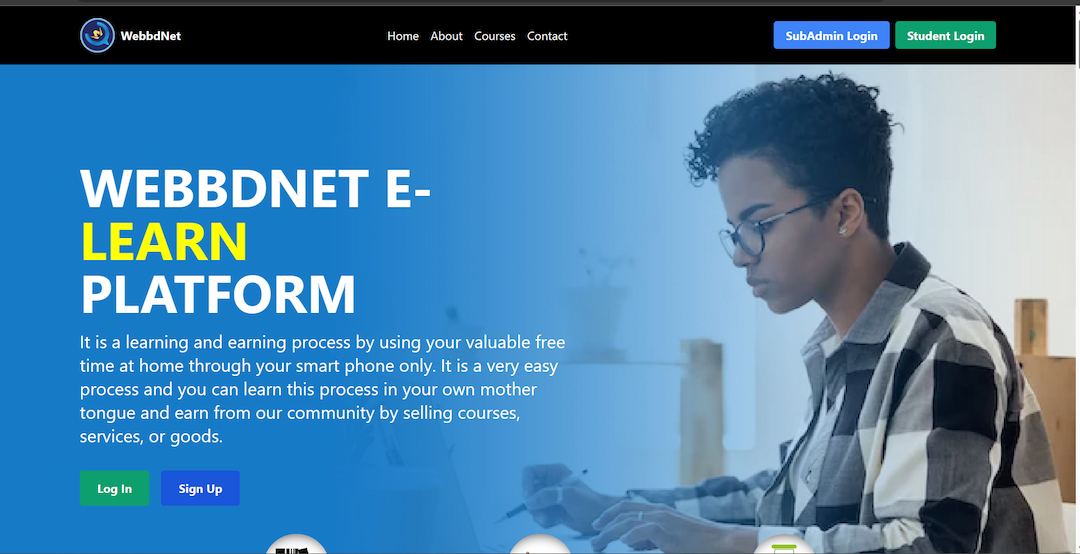 WebbdNet
Home About Courses Contact
SubAdmin Login Student Login
WEBBDNET E-
LEARN
PLATFORM
It is a learning and earning process by using your valuable free
time at home through your smart phone only. It is a very easy
process and you can learn this process in your own mother
tongue and earn from our community by selling courses,
services, or goods.
Log In Sign Up